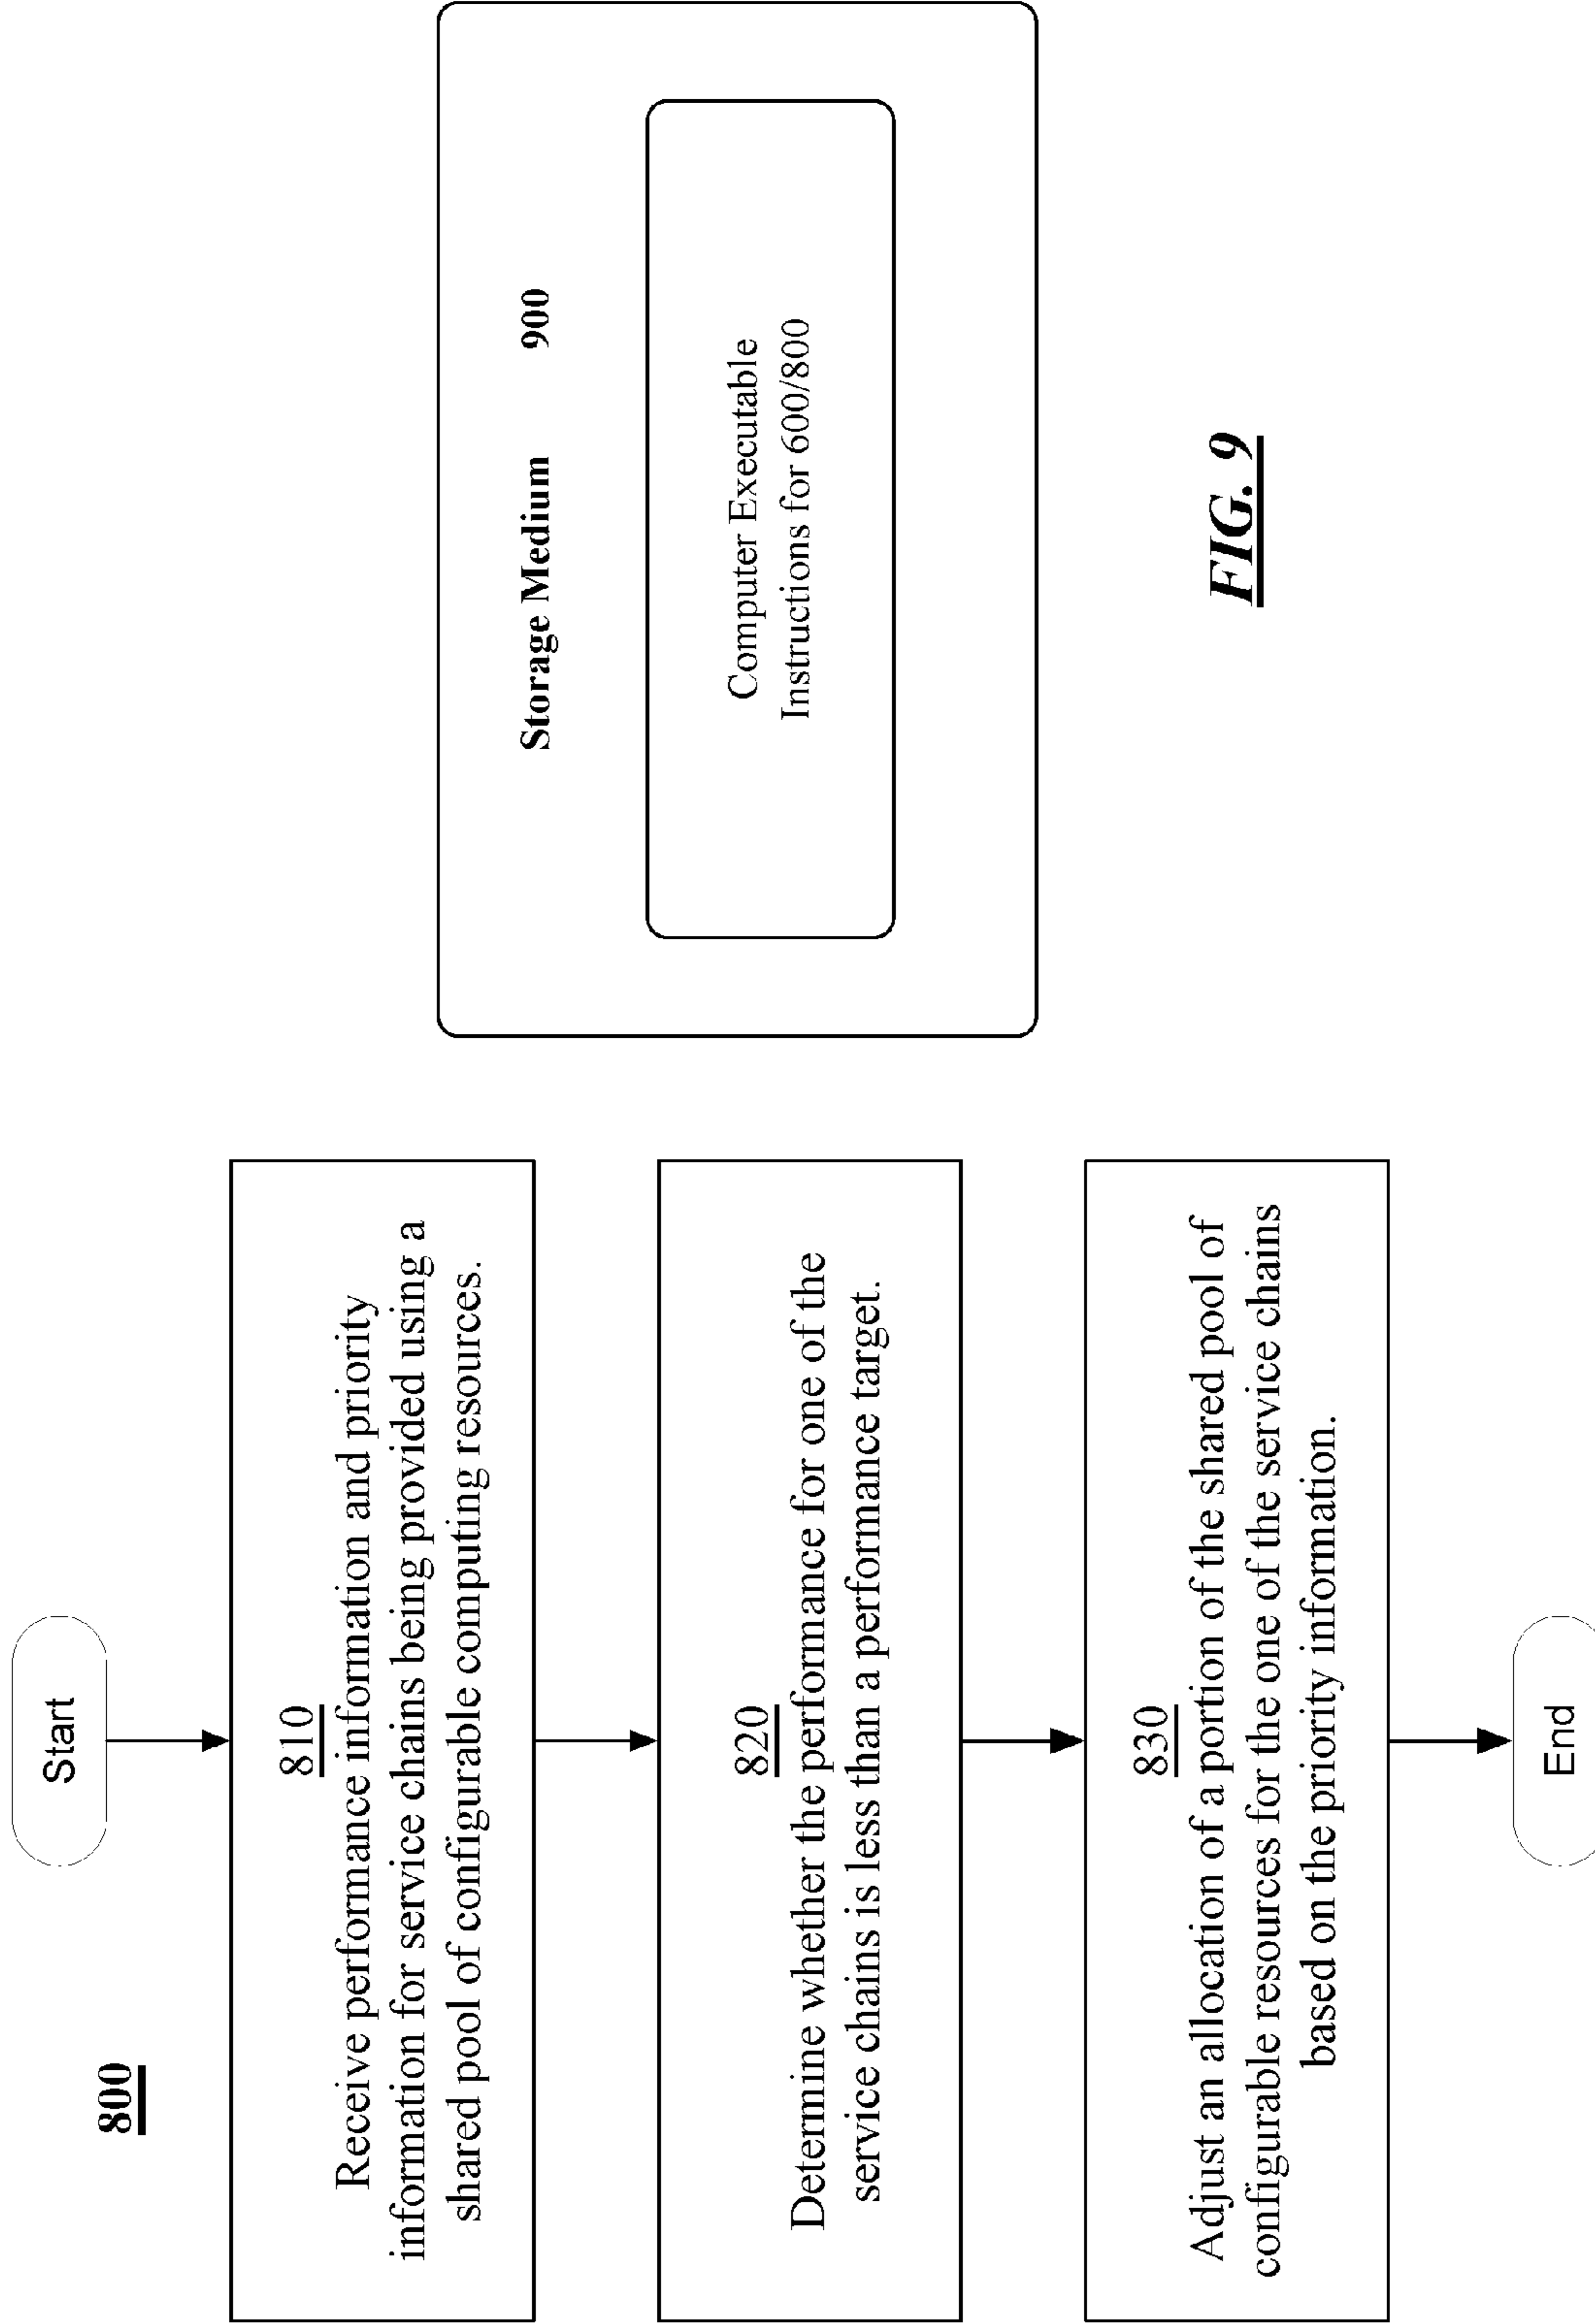 800
Start
810
Receive performance information and priority
information for service chains being provided using a
shared pool of configurable computing resources.
820
Determine whether the performance for one of the
service chains is less than a performance target.
830
Adjust an allocation of a portion of the shared pool of
configurable resources for the one of the service chains
based on the priority information.
End
Storage Medium 900
Computer Executable
Instructions for 600/800
FIG. 9